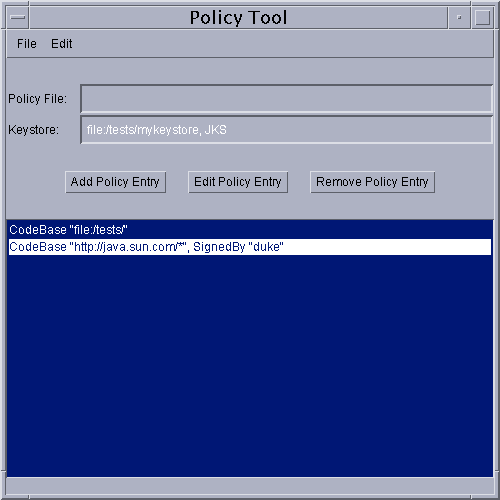 Policy Tool
File Edit
Policy File:
Keystore: file:/tests/mykeystore, JKS
Add Policy Entry Edit Policy Entry Remove Policy Entry
CodeBase "file:/tests/"
CodeBase "http://java.sun.com/*", SignedBy "duke"